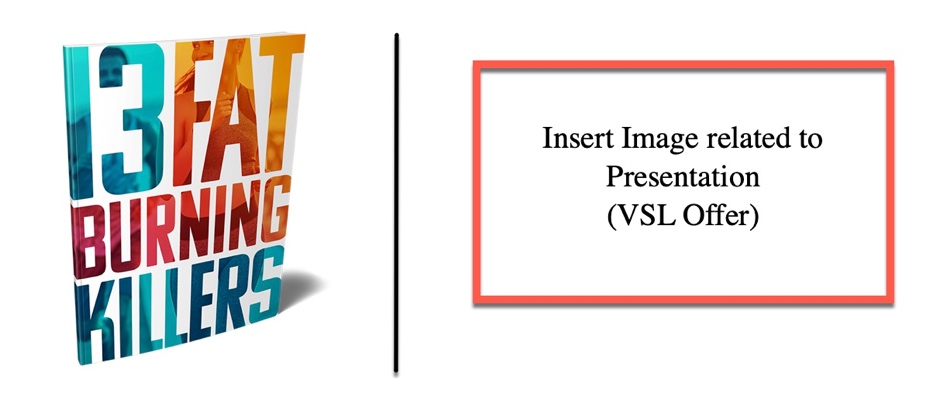 13 FAT
BURNING
KILLERS
Insert Image related to
Presentation
(VSL Offer)